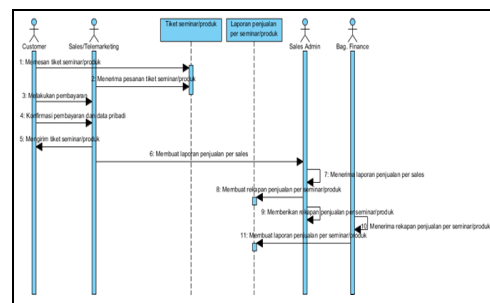 Customer
Sales/Telemarketing
Tiket seminar/produk
Laporan penjualan
per seminar/produk
Sales Admin
Bag. Finance
1: Memesan tiket seminar/produk
2: Menerima pesanan tiket seminar/produk
3: Melakukan pembayaran
4: Konfirmasi pembayaran dan data pribadi
5: Mengirim tiket seminar/produk
6: Membuat laporan penjualan per sales
7: Menerima laporan penjualan per sales
8: Membuat rekapan penjualan per seminar/produk
9: Memberikan rekapan penjualan per seminar/produk
10: Menerima rekapan penjualan per seminar/produk
11: Membuat laporan penjualan per seminar/produk